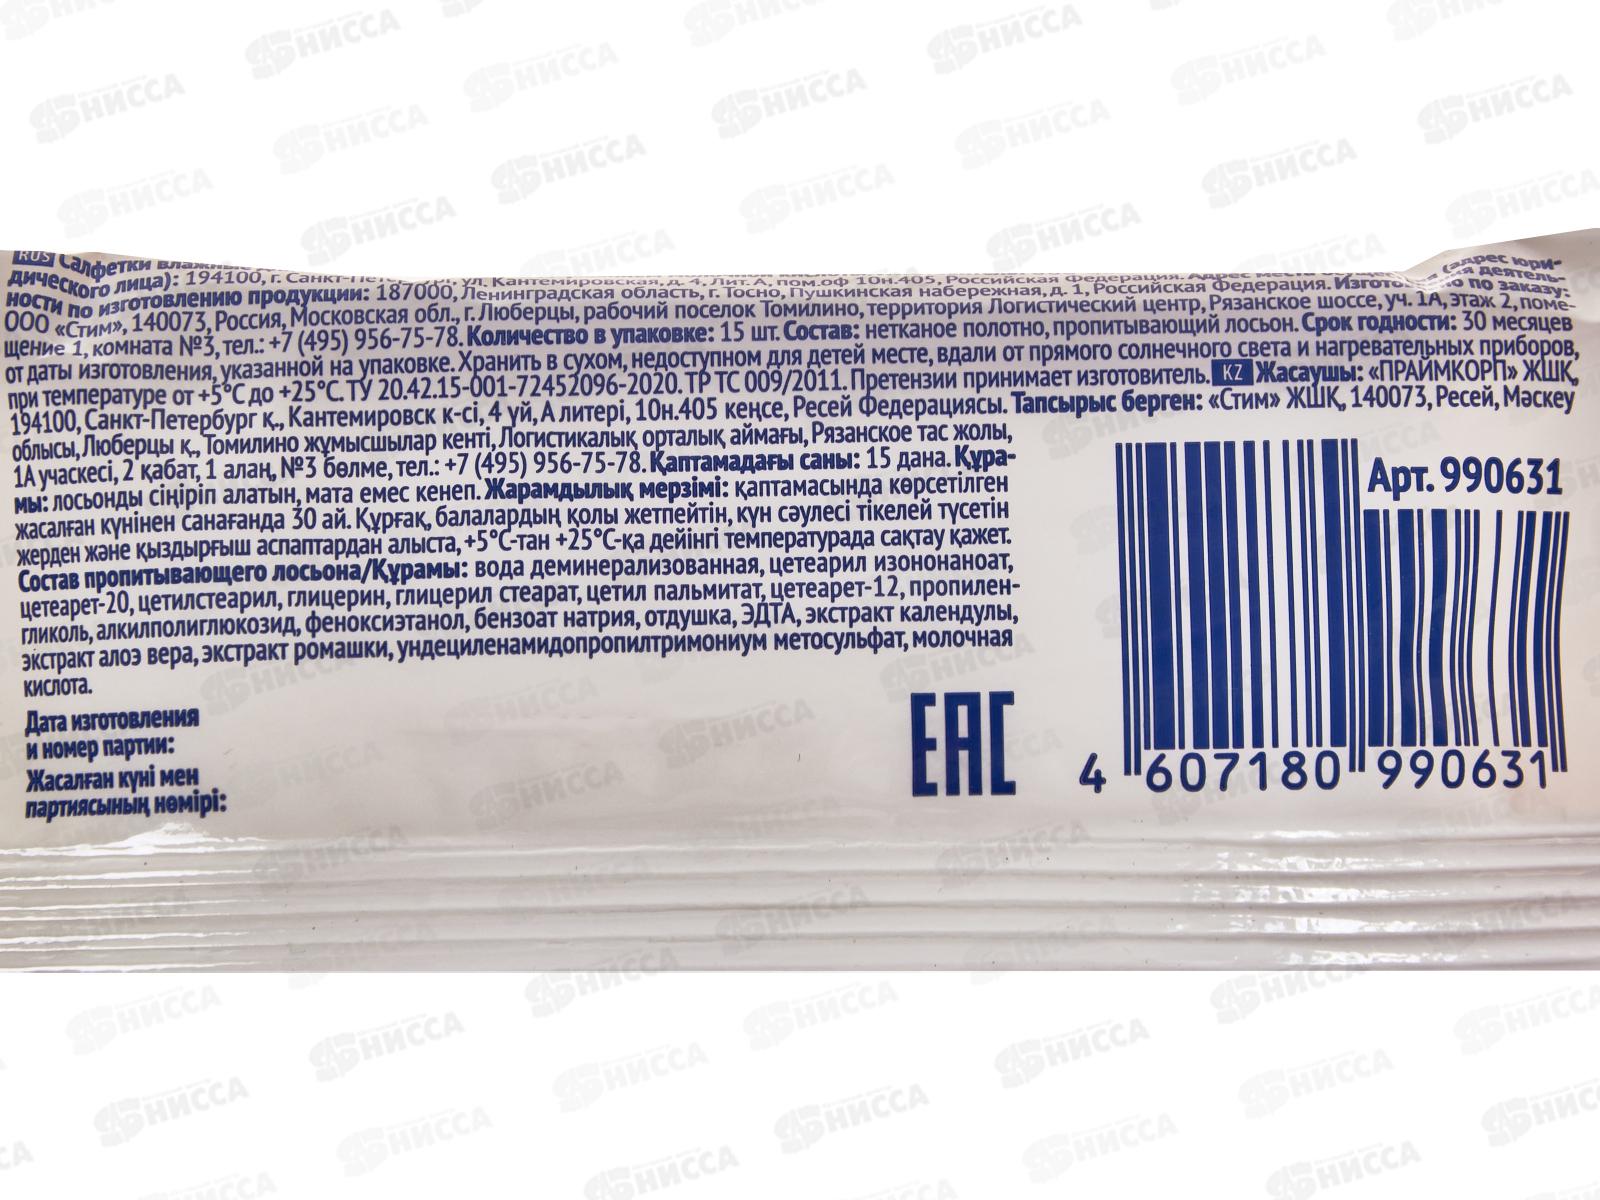 RUS Салфетки влажные
дического лица): 194100, г. Санкт-Петербург, ул. Кантемировская, д. 4, Лит. А, пом.оф 10н.405, Российская Федерация. Адрес места (адрес юри-
ности по изготовлению продукции: 187000, Ленинградская область, г. Тосно, Пушкинская набережная, д. 1, Российская Федерация. по заказу:
ООО «Стим», 140073, Россия, Московская обл., г. Люберцы, рабочий поселок Томилино, территория Логистический центр, Рязанское шоссе, уч. 1А, этаж 2, поме-
щение 1, комната №3, тел.: +7 (495) 956-75-78. Количество в упаковке: 15 шт. Состав: нетканое полотно, пропитывающий лосьон. Срок годности: 30 месяцев
от даты изготовления, указанной на упаковке. Хранить в сухом, недоступном для детей месте, вдали от прямого солнечного света и нагревательных приборов,
при температуре от +5°С до +25°С. ТУ 20.42.15-001-72452096-2020. ТР ТС 009/2011. Претензии принимает изготовитель. KZ Жасаушы: «ПРАЙМКОРП» ЖШҚ,
194100, Санкт-Петербург қ., Кантемировск к-сі, 4 үй, А литері, 10н.405 кеңсе, Ресей Федерациясы. Тапсырыс берген: «Стим» ЖШҚ, 140073, Ресей, Мәскеу
облысы, Люберцы қ., Томилино жұмысшылар кенті, Логистикалық орталық аймағы, Рязанское тас жолы,
1А учаскесі, 2 қабат, 1 алаң, №3 бөлме, тел.: +7 (495) 956-75-78. Қаптамадағы саны: 15 дана. Құра-
мы: лосьонды сіңіріп алатын, мата емес кенеп. Жарамдылық мерзімі: қаптамасында көрсетілген
жасалған күнінен санағанда 30 ай. Құрғақ, балалардың қолы жетпейтін, күн сәулесі тікелей түсетін
жерден және қыздырғыш аспаптардан алыста, +5°С-тан +25°С-қа дейінгі температурада сақтау қажет.
Состав пропитывающего лосьона/Құрамы: вода деминерализованная, цетеарил изононаноат,
цетеарет-20, цетилстеарил, глицерин, глицерил стеарат, цетил пальмитат, цетеарет-12, пропилен-
гликоль, алкилполиглюкозид, феноксиэтанол, бензоат натрия, отдушка, ЭДТА, экстракт календулы,
экстракт алоэ вера, экстракт ромашки, ундециленамидопропилтримониум метосульфат, молочная
кислота.
Дата изготовления
и номер партии:
Жасалған күні мен
партиясының нөмірі:
ЕАС
Арт. 990631
4 607180 990631